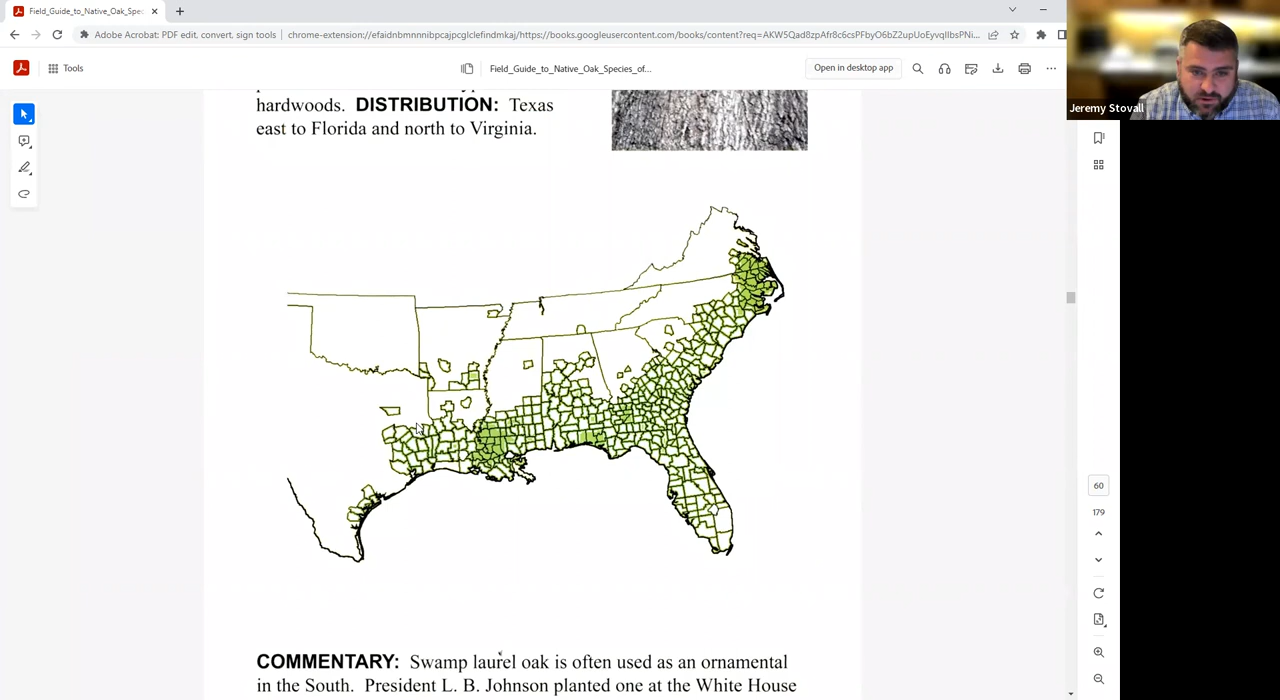 Field_Guide_to_Native_Oak_Spec
Adobe Acrobat: PDF edit, convert, sign tools
Tools
Field_Guide_to_Native_Oak_Species_of...
Open in desktop app
Jeremy Stovall
hardwoods. DISTRIBUTION: Texas
east to Florida and north to Virginia.
60
179
COMMENTARY: Swamp laurel oak is often used as an ornamental
in the South. President L. B. Johnson planted one at the White House